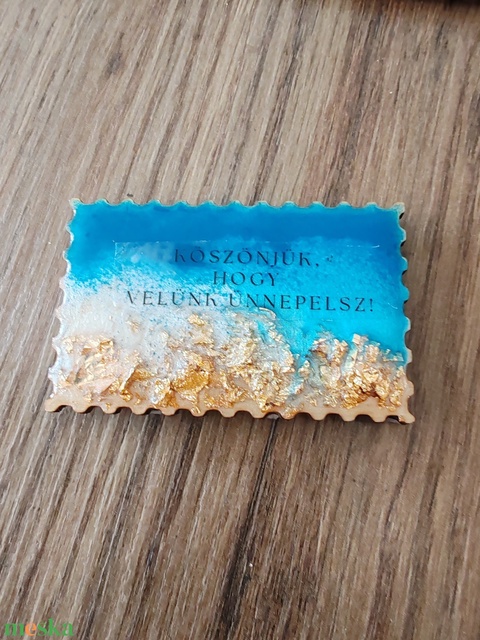 KÖSZÖNJÜK,
HOGY
VELÜNK ÜNNEPELSZ!
meska